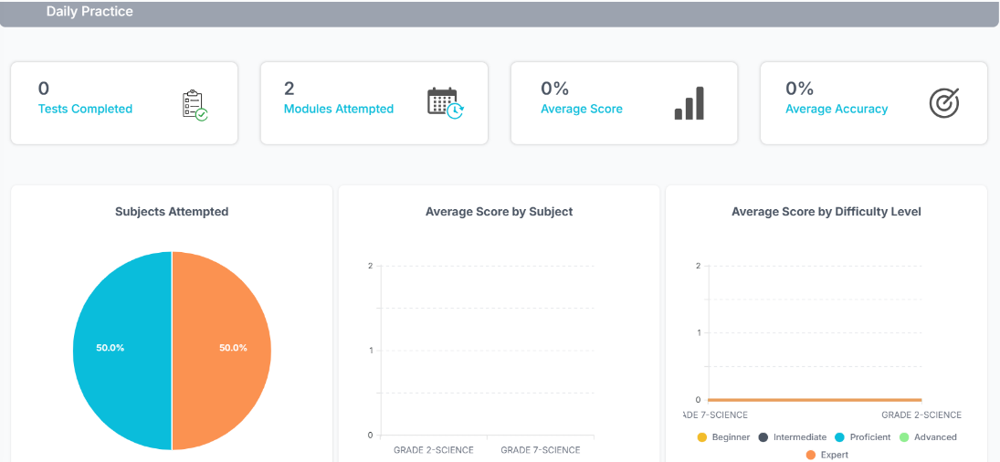 Daily Practice
0
Tests Completed
2
Modules Attempted
0%
Average Score
0%
Average Accuracy
Subjects Attempted
50.0%
50.0%
Average Score by Subject
2
1
0
GRADE 2-SCIENCE
GRADE 7-SCIENCE
Average Score by Difficulty Level
2
1
0
ADE 7-SCIENCE
GRADE 2-SCIENCE
Beginner
Intermediate
Proficient
Advanced
Expert